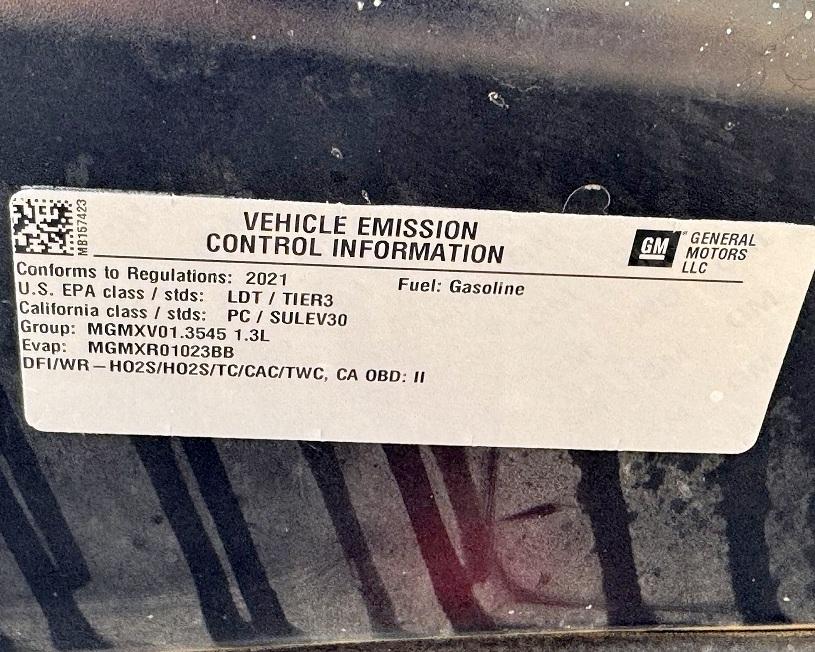 MB157423
VEHICLE EMISSION
CONTROL INFORMATION
GM
GENERAL
MOTORS
LLC
Conforms to Regulations: 2021
Fuel: Gasoline
U.S. EPA class / stds: LDT / TIER3
California class / stds: PC / SULEV30
Group: MGMXV01.3545 1.3L
Evap: MGMXR01023BB
DFI/WR–HO2S/HO2S/TC/CAC/TWC, CA OBD: II